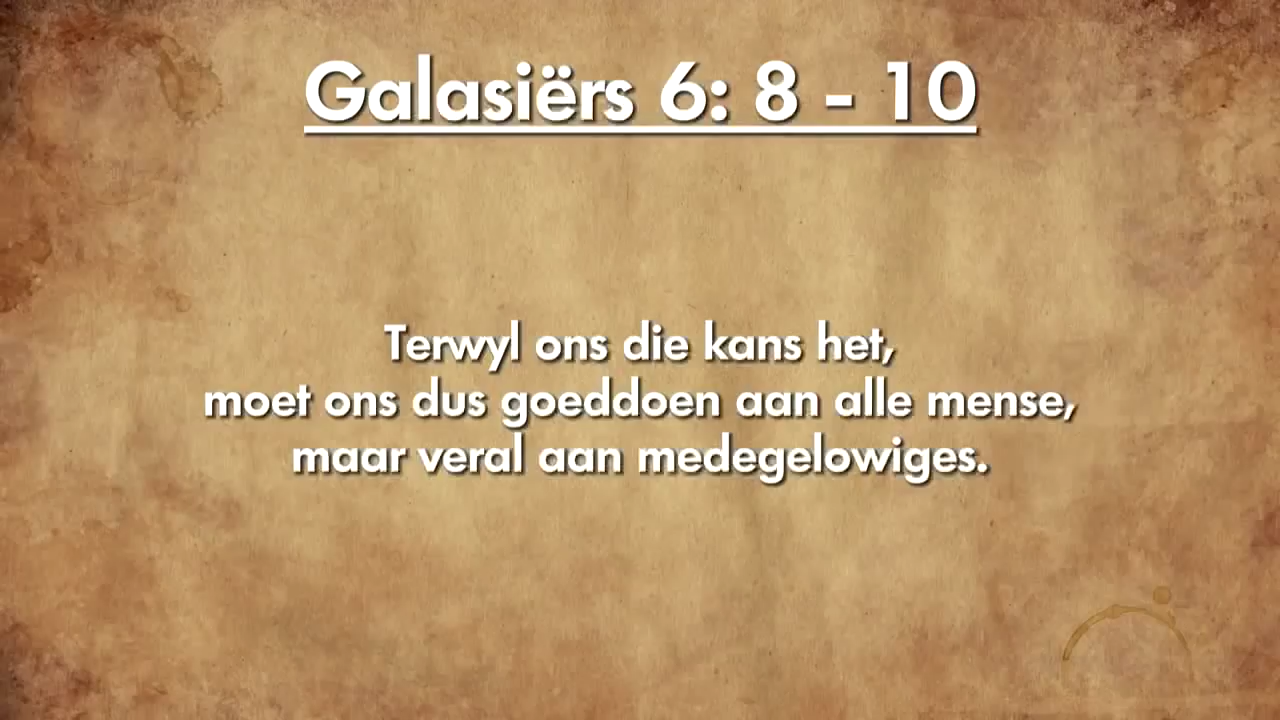 Galasiërs 6: 8 - 10
Terwyl ons die kans het,
moet ons dus goeddoen aan alle mense,
maar veral aan medegelowiges.